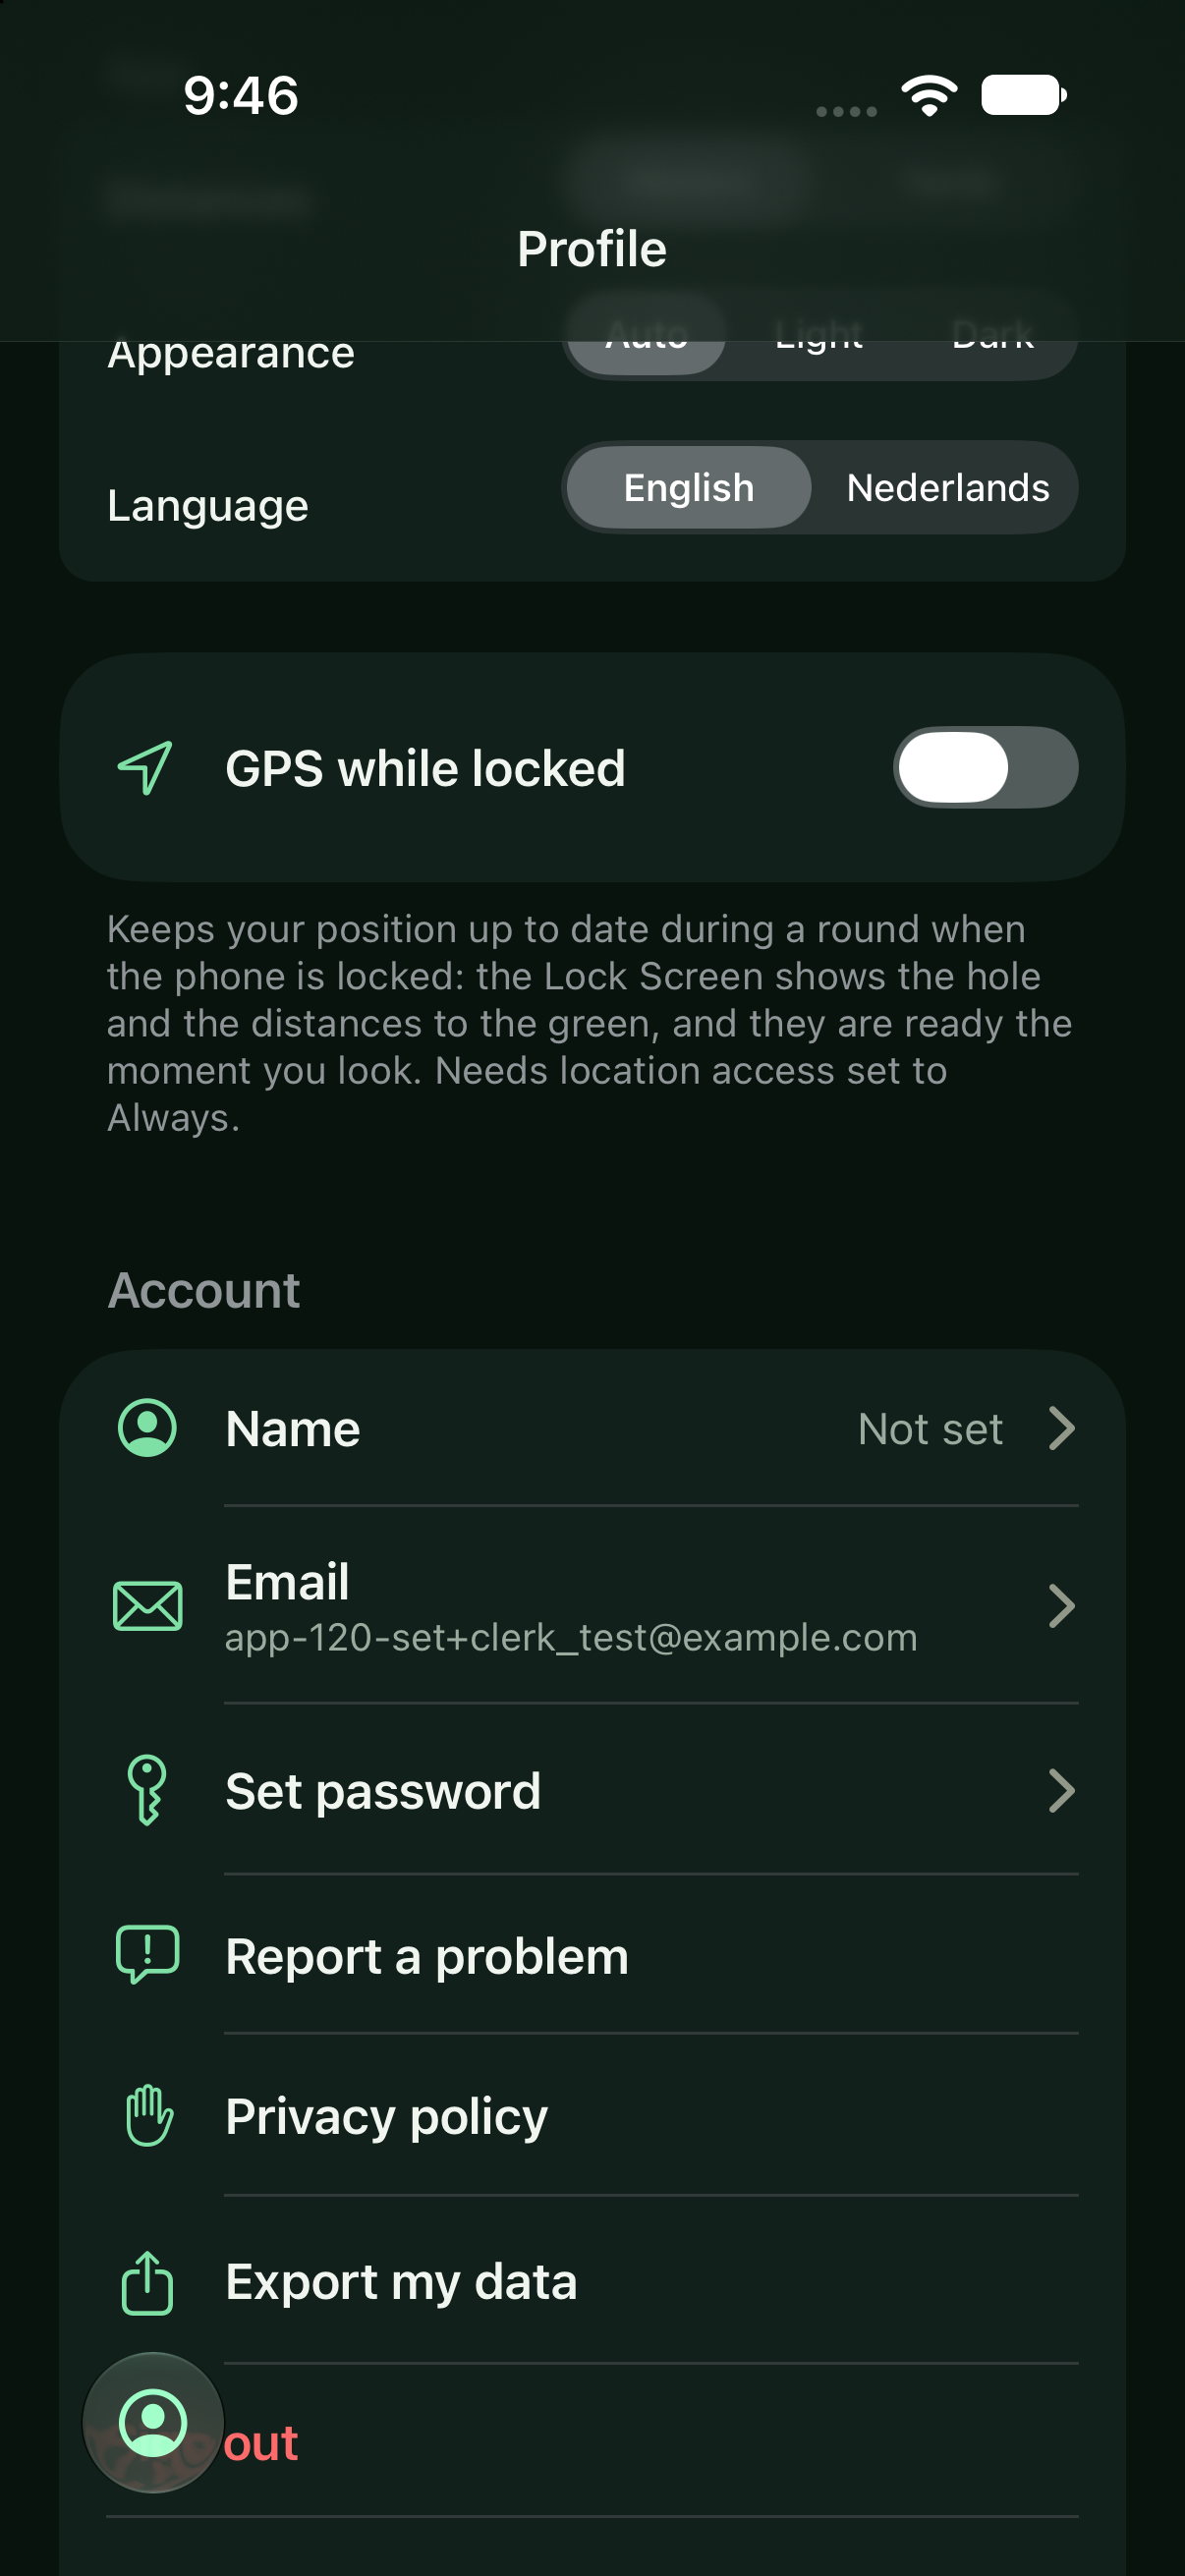 9:46
Profile
Appearance
Auto Light Dark
Language
English Nederlands
GPS while locked
Keeps your position up to date during a round when
the phone is locked: the Lock Screen shows the hole
and the distances to the green, and they are ready the
moment you look. Needs location access set to
Always.
Account
Name Not set
Email
app-120-set+clerk_test@example.com
Set password
Report a problem
Privacy policy
Export my data
out